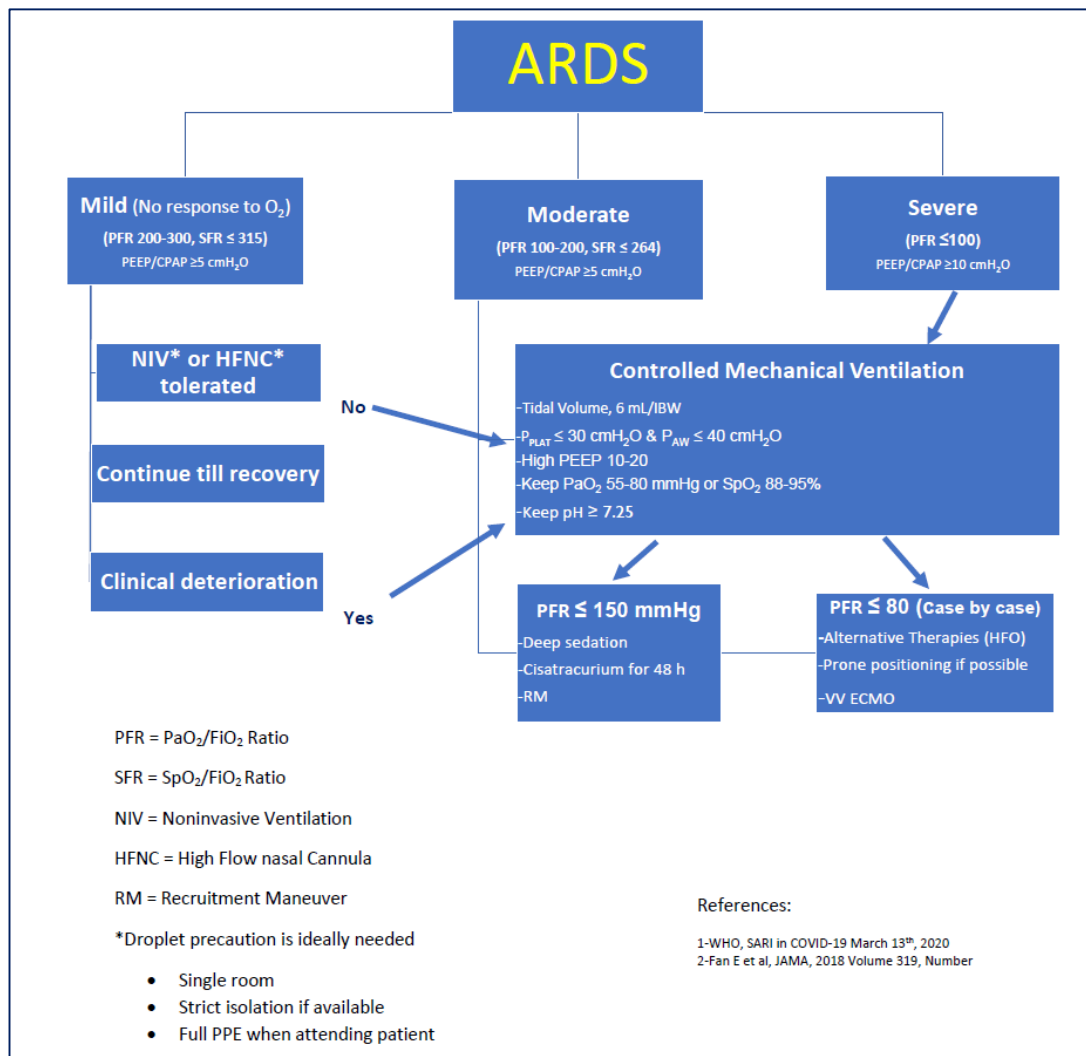 ARDS
Mild (No response to O₂)
(PFR 200-300, SFR ≤ 315)
PEEP/CPAP ≥5 cmH₂O
Moderate
(PFR 100-200, SFR ≤ 264)
PEEP/CPAP ≥5 cmH₂O
Severe
(PFR ≤100)
PEEP/CPAP ≥10 cmH₂O
NIV* or HFNC*
tolerated
No
Continue till recovery
Clinical deterioration
Yes
Controlled Mechanical Ventilation
-Tidal Volume, 6 mL/IBW
-P PLAT ≤ 30 cmH₂O & P AW ≤ 40 cmH₂O
-High PEEP 10-20
-Keep PaO₂ 55-80 mmHg or SpO₂ 88-95%
-Keep pH ≥ 7.25
PFR ≤ 150 mmHg
-Deep sedation
-Cisatracurium for 48 h
-RM
PFR ≤ 80 (Case by case)
-Alternative Therapies (HFO)
-Prone positioning if possible
-VV ECMO
PFR = PaO₂/FiO₂ Ratio
SFR = SpO₂/FiO₂ Ratio
NIV = Noninvasive Ventilation
HFNC = High Flow nasal Cannula
RM = Recruitment Maneuver
*Droplet precaution is ideally needed
• Single room
• Strict isolation if available
• Full PPE when attending patient
References:
1-WHO, SARI in COVID-19 March 13th, 2020
2-Fan E et al, JAMA, 2018 Volume 319, Number